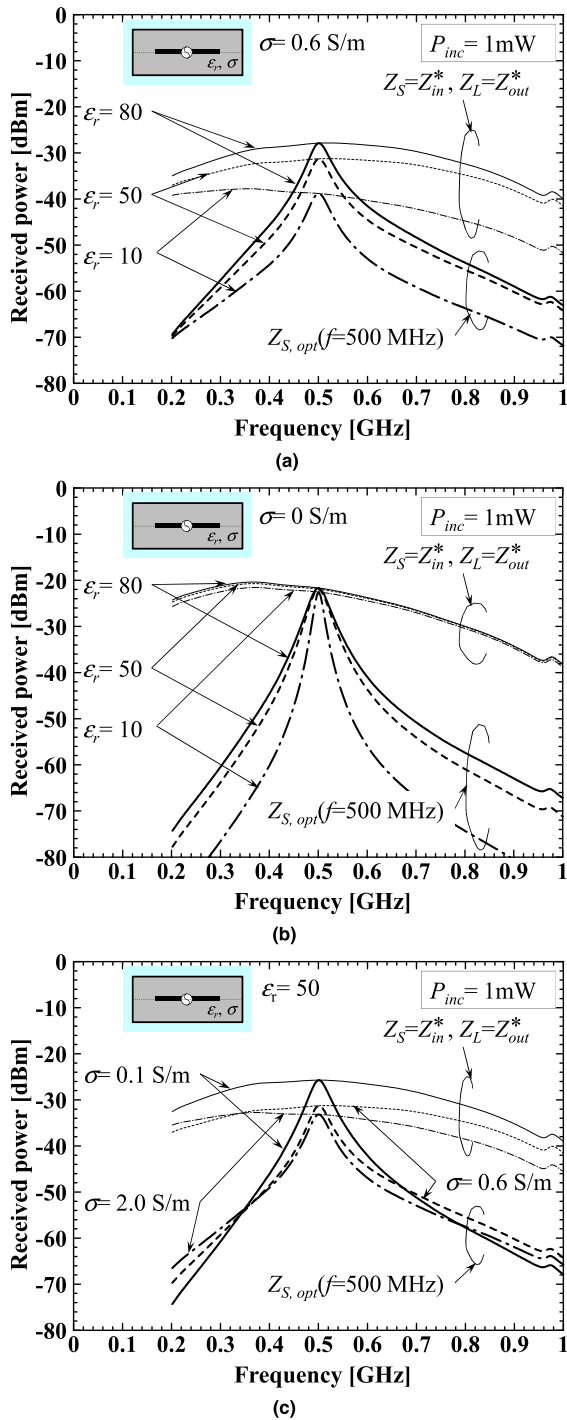 0
-10
-20
-30
-40
-50
-60
-70
-80
Received power [dBm]
εr, σ
σ= 0.6 S/m
Pinc= 1mW
ZS=Zin*, ZL=Zout*
εr= 80
εr= 50
εr= 10
ZS, opt(f=500 MHz)
0 0.1 0.2 0.3 0.4 0.5 0.6 0.7 0.8 0.9 1
Frequency [GHz]
(a)
0
-10
-20
-30
-40
-50
-60
-70
-80
Received power [dBm]
εr, σ
σ= 0 S/m
Pinc= 1mW
ZS=Zin*, ZL=Zout*
εr= 80
εr= 50
εr= 10
ZS, opt(f=500 MHz)
0 0.1 0.2 0.3 0.4 0.5 0.6 0.7 0.8 0.9 1
Frequency [GHz]
(b)
0
-10
-20
-30
-40
-50
-60
-70
-80
Received power [dBm]
εr, σ
εr= 50
Pinc= 1mW
ZS=Zin*, ZL=Zout*
σ= 0.1 S/m
σ= 2.0 S/m
σ= 0.6 S/m
ZS, opt(f=500 MHz)
0 0.1 0.2 0.3 0.4 0.5 0.6 0.7 0.8 0.9 1
Frequency [GHz]
(c)